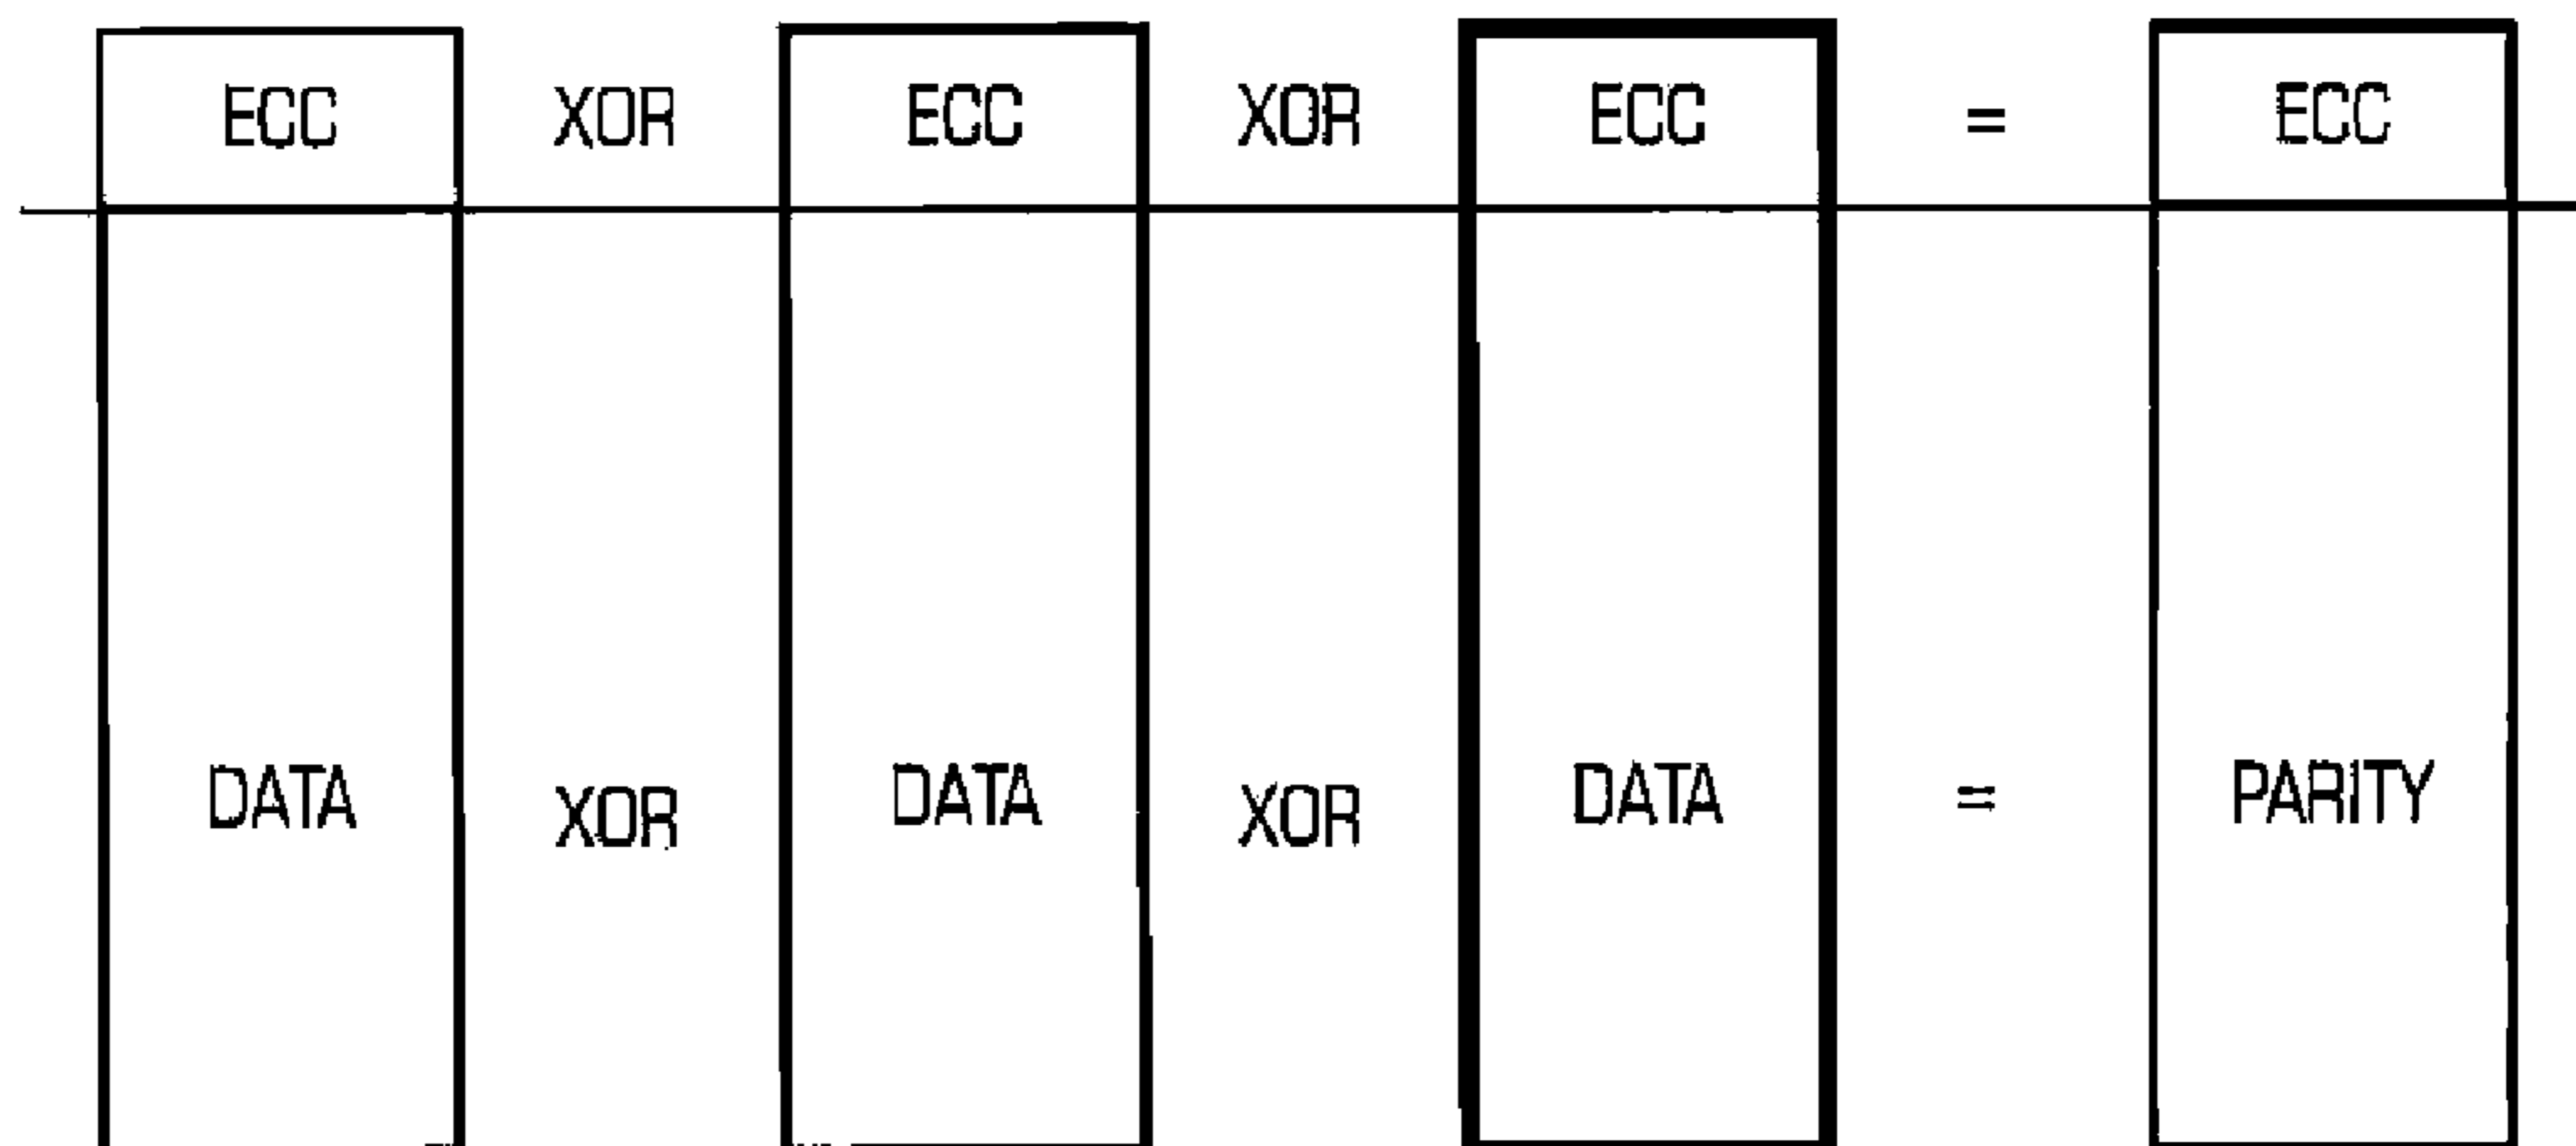 ECC XOR ECC XOR ECC = ECC
DATA XOR DATA XOR DATA = PARITY